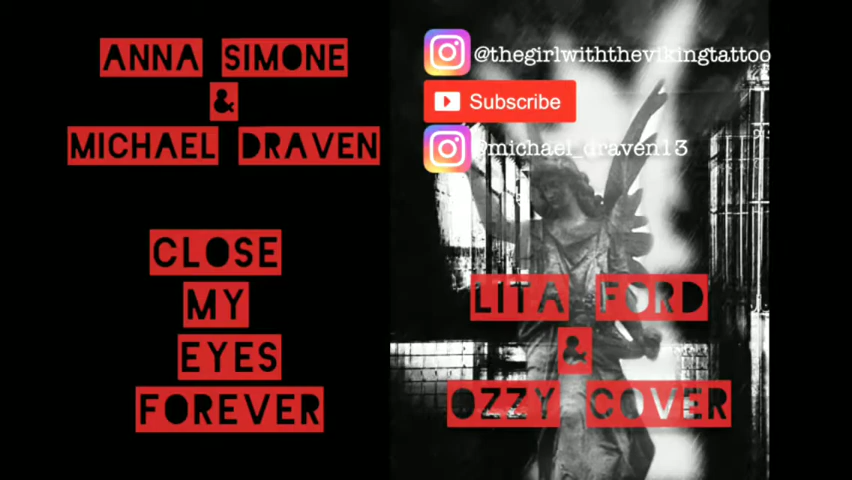 ANNA SIMONE
&
MICHAEL DRAVEN
CLOSE
MY
EYES
FOREVER
@thegirlwiththevikingtattoo
Subscribe
@michael_draven13
LITA FORD
&
OZZY COVER